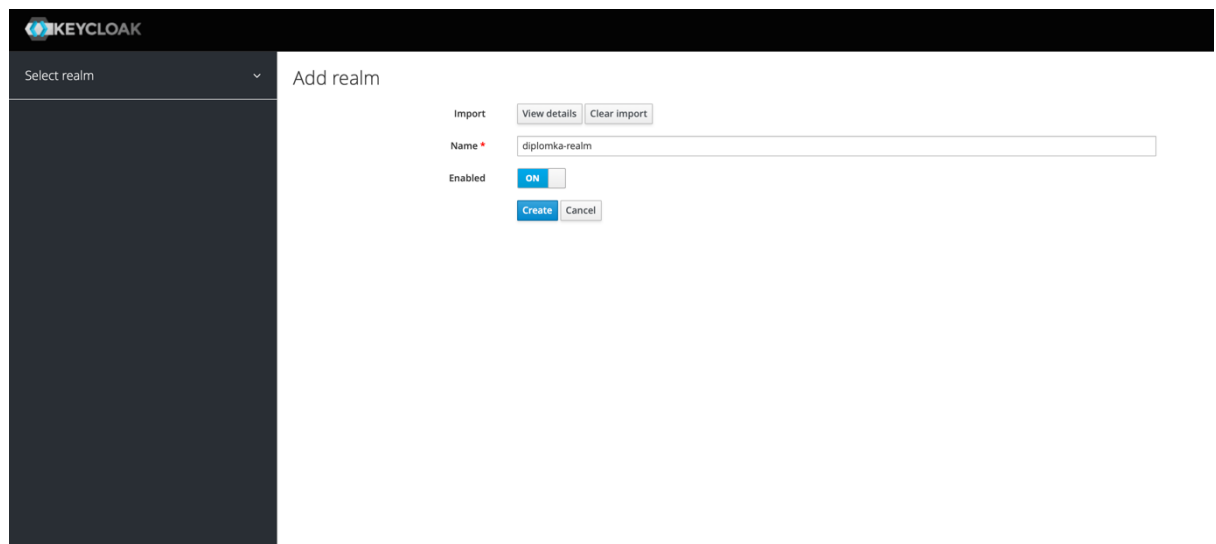 KEYCLOAK
Select realm
Add realm
Import View details Clear import
Name * diplomka-realm
Enabled ON
Create Cancel